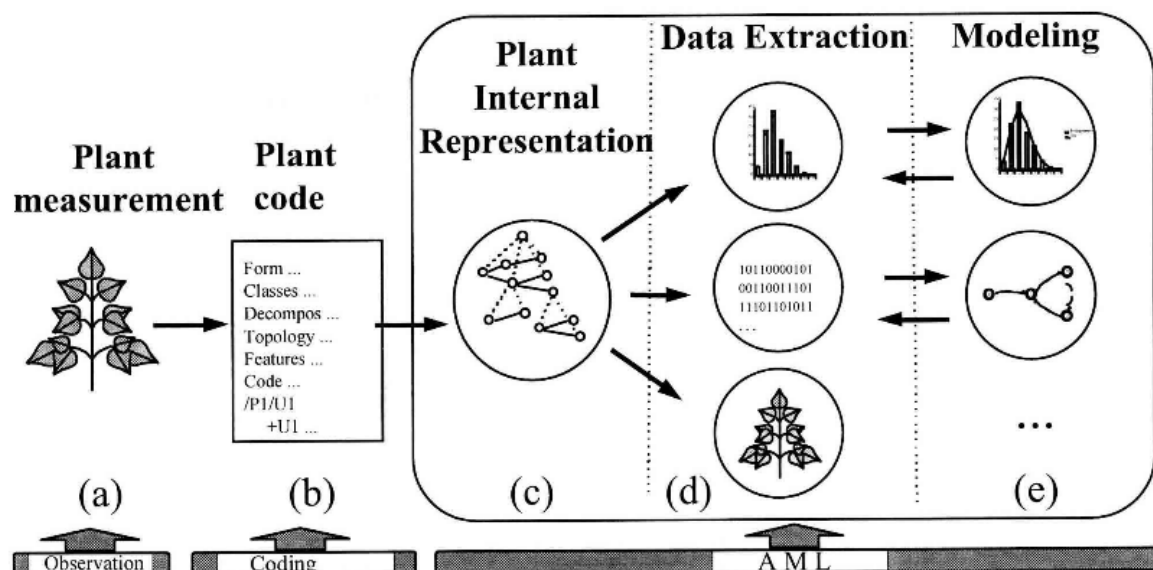 Plant
measurement
Plant
code
Plant
Internal
Representation
Data Extraction
Modeling
Form ...
Classes ...
Decompos ...
Topology ...
Features ...
Code ...
/P1/U1
+U1 ...
10110000101
00110011101
11101101011
...
...
(a)
(b)
(c)
(d)
(e)
Observation
Coding
A M L